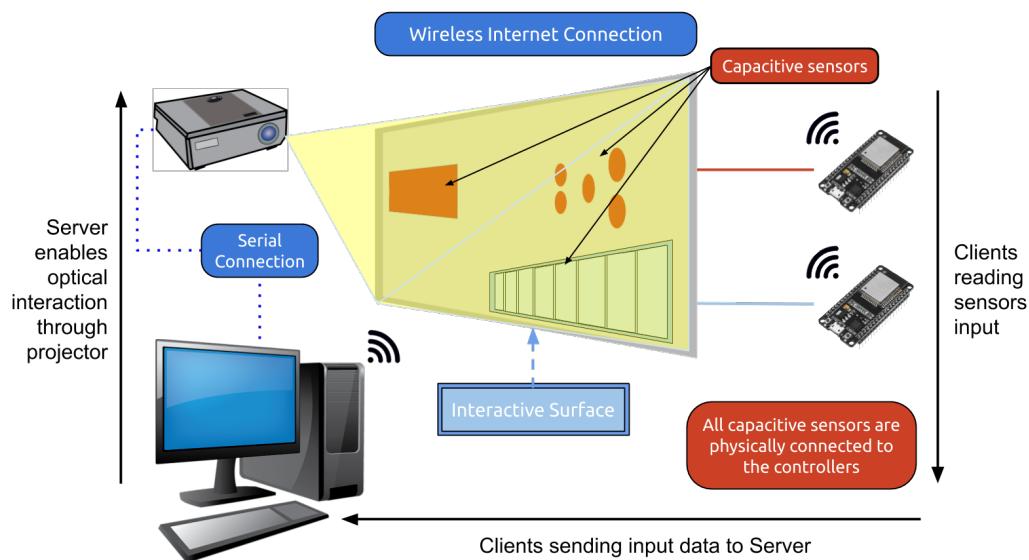 Wireless Internet Connection
Capacitive sensors
Server
enables
optical
interaction
through
projector
Serial
Connection
Clients
reading
sensors
input
Interactive Surface
All capacitive sensors are
physically connected to
the controllers
Clients sending input data to Server